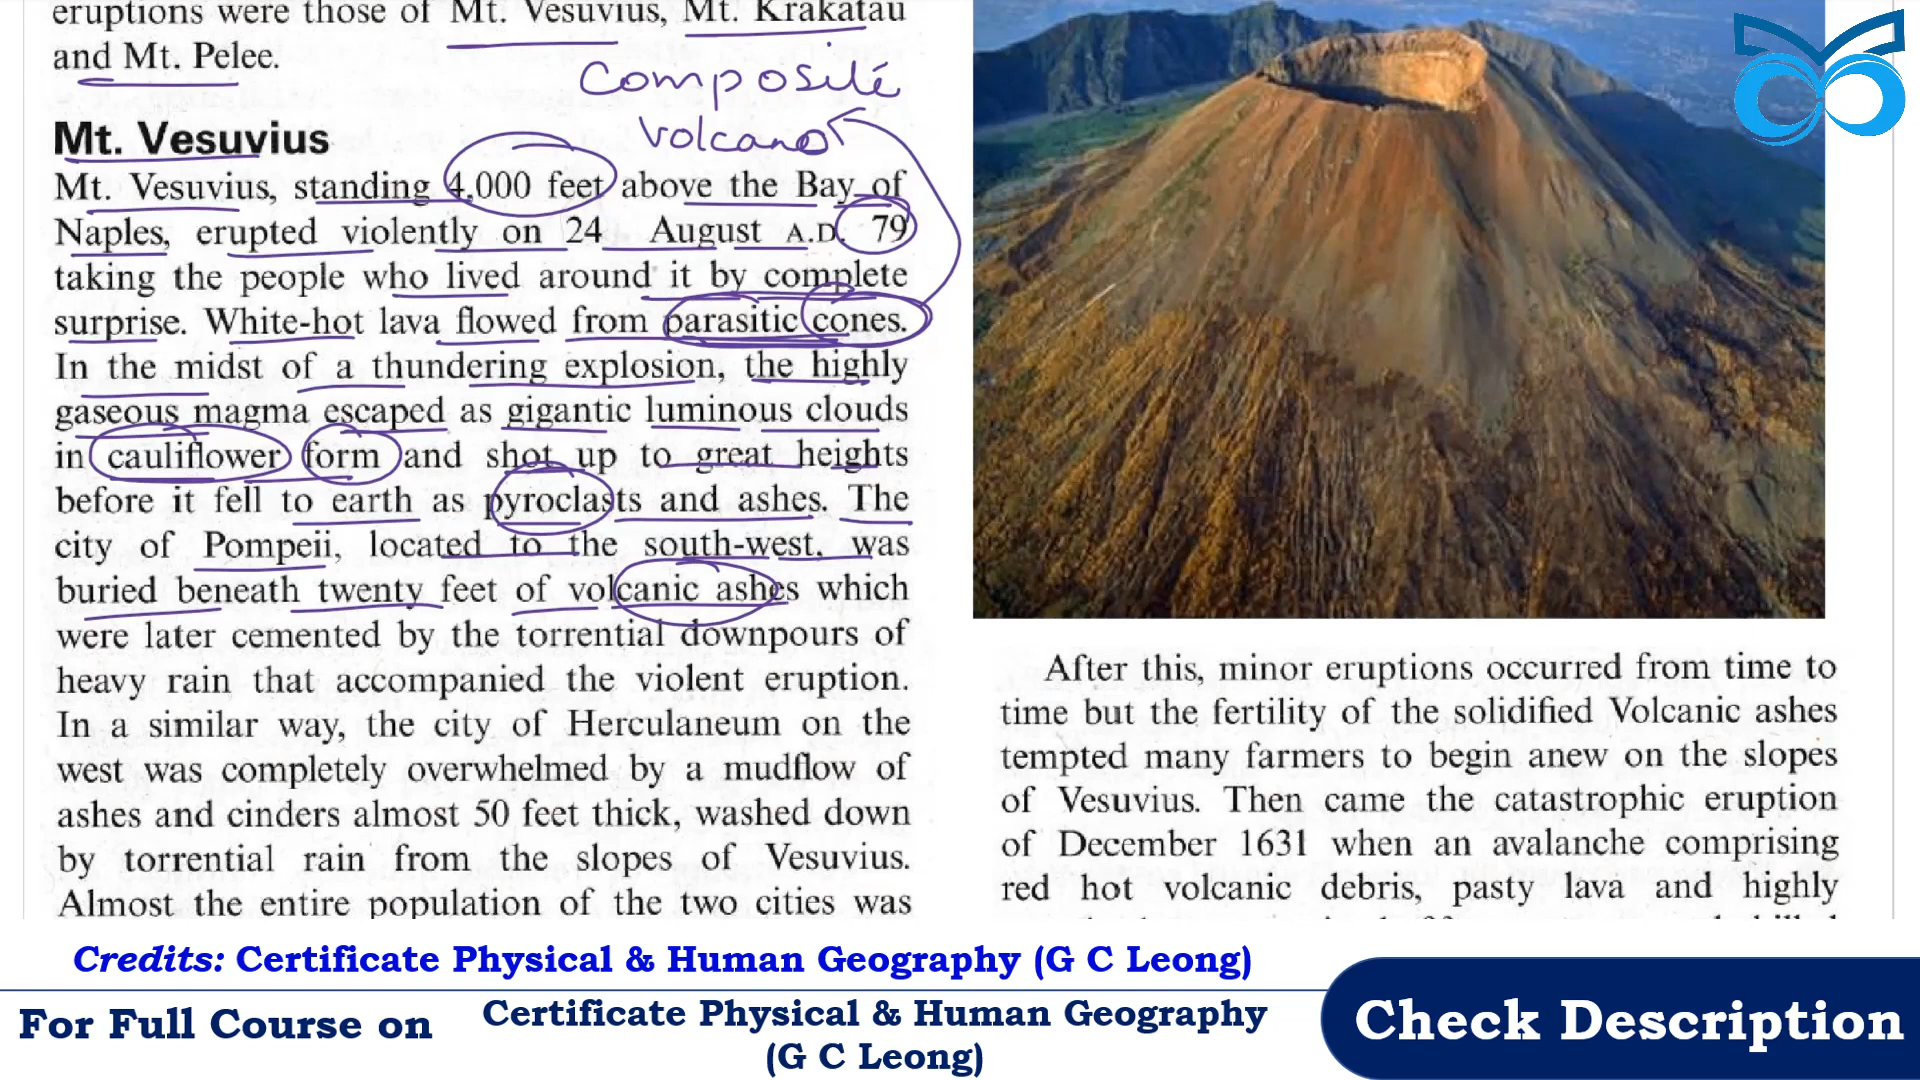 eruptions were those of Mt. Vesuvius, Mt. Krakatau
and Mt. Pelee.
Composite
Volcano
Mt. Vesuvius
Mt. Vesuvius, standing 4,000 feet above the Bay of
Naples, erupted violently on 24 August A.D. 79
taking the people who lived around it by complete
surprise. White-hot lava flowed from parasitic cones.
In the midst of a thundering explosion, the highly
gaseous magma escaped as gigantic luminous clouds
in cauliflower form and shot up to great heights
before it fell to earth as pyroclasts and ashes. The
city of Pompeii, located to the south-west, was
buried beneath twenty feet of volcanic ashes which
were later cemented by the torrential downpours of
heavy rain that accompanied the violent eruption.
In a similar way, the city of Herculaneum on the
west was completely overwhelmed by a mudflow of
ashes and cinders almost 50 feet thick, washed down
by torrential rain from the slopes of Vesuvius.
Almost the entire population of the two cities was
After this, minor eruptions occurred from time to
time but the fertility of the solidified Volcanic ashes
tempted many farmers to begin anew on the slopes
of Vesuvius. Then came the catastrophic eruption
of December 1631 when an avalanche comprising
red hot volcanic debris, pasty lava and highly
Credits: Certificate Physical & Human Geography (G C Leong)
For Full Course on
Certificate Physical & Human Geography
(G C Leong)
Check Description